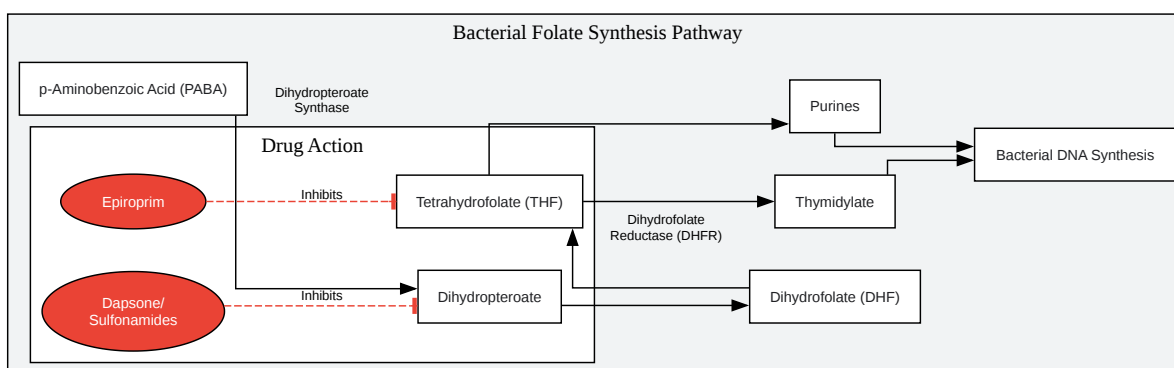 Bacterial Folate Synthesis Pathway
p-Aminobenzoic Acid (PABA)
Dihydropteroate
Synthase
Purines
Drug Action
Bacterial DNA Synthesis
Epiroprim
Inhibits
Tetrahydrofolate (THF)
Thymidylate
Dihydrofolate
Reductase (DHFR)
Dapsone/
Sulfonamides
Inhibits
Dihydropteroate
Dihydrofolate (DHF)